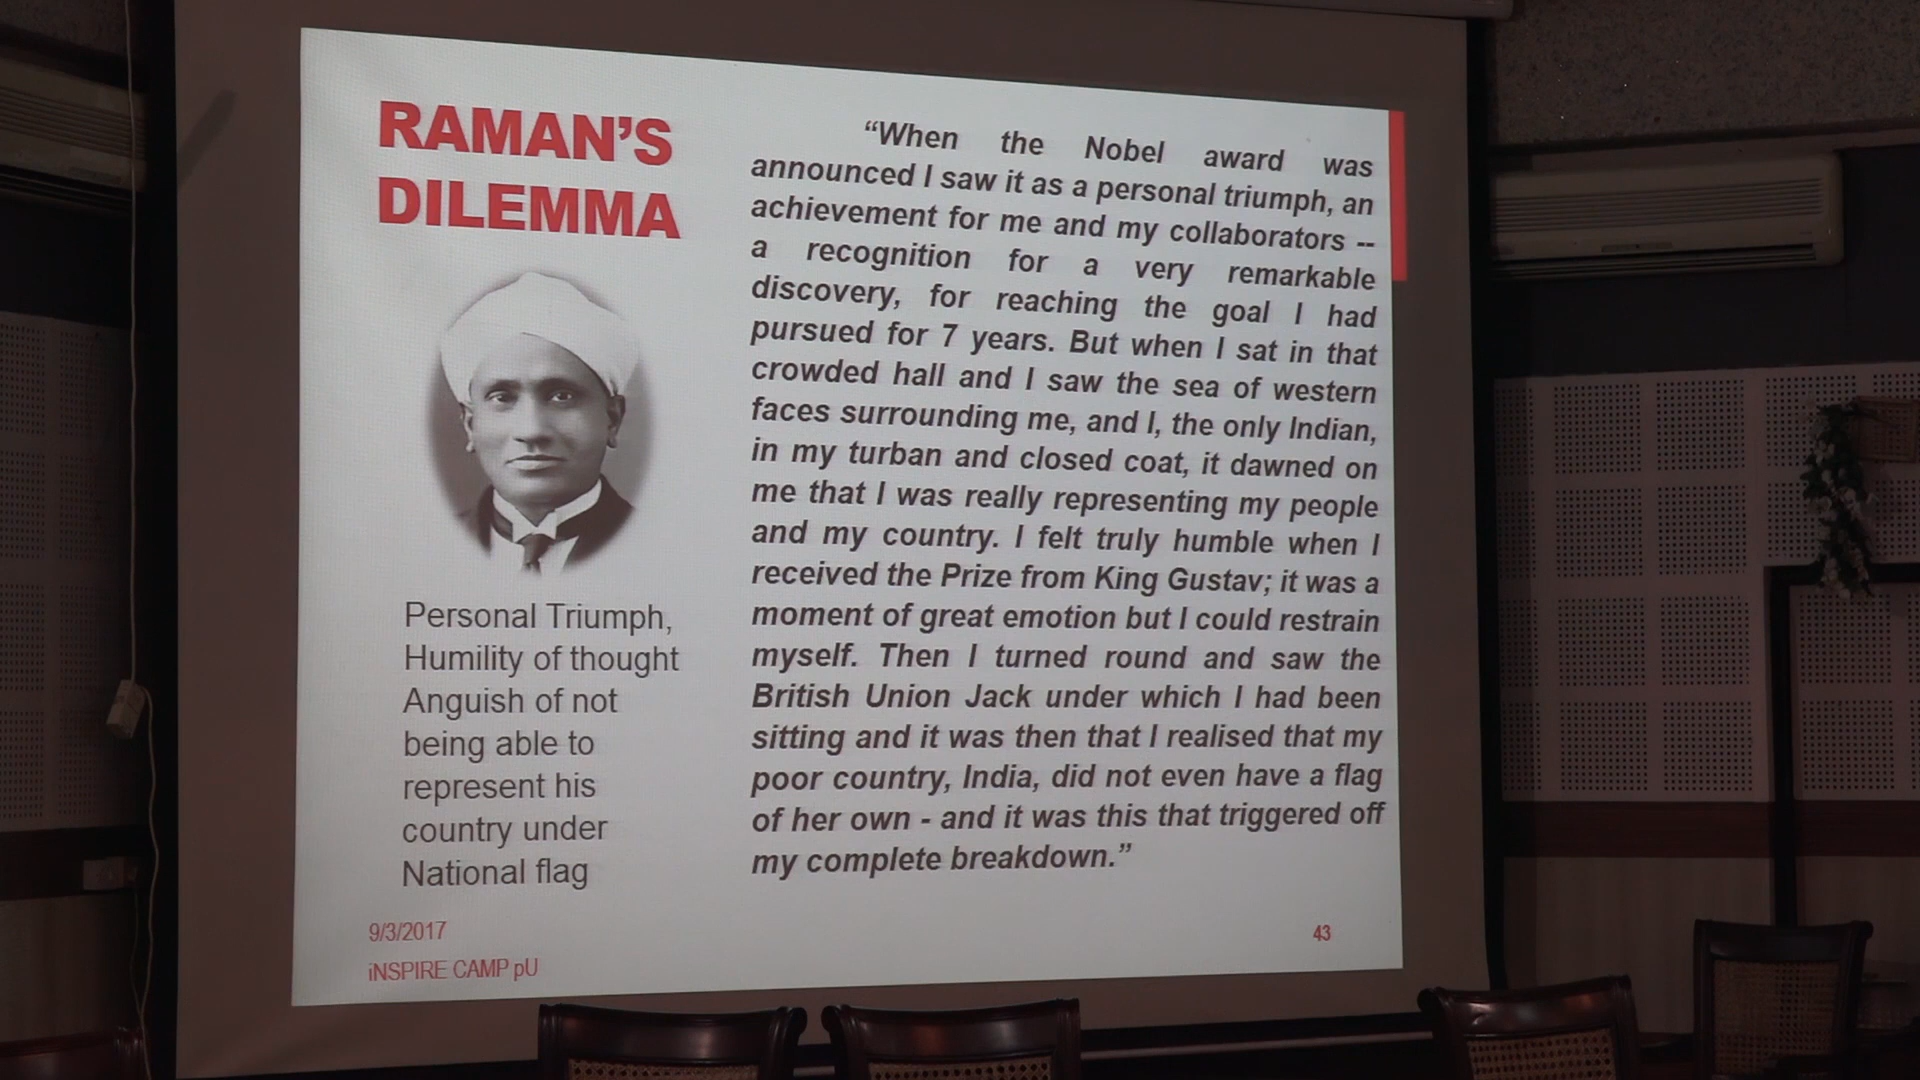 RAMAN'S
DILEMMA
Personal Triumph,
Humility of thought
Anguish of not
being able to
represent his
country under
National flag
“When the Nobel award was
announced I saw it as a personal triumph, an
achievement for me and my collaborators --
a recognition for a very remarkable
discovery, for reaching the goal I had
pursued for 7 years. But when I sat in that
crowded hall and I saw the sea of western
faces surrounding me, and I, the only Indian,
in my turban and closed coat, it dawned on
me that I was really representing my people
and my country. I felt truly humble when I
received the Prize from King Gustav; it was a
moment of great emotion but I could restrain
myself. Then I turned round and saw the
British Union Jack under which I had been
sitting and it was then that I realised that my
poor country, India, did not even have a flag
of her own - and it was this that triggered off
my complete breakdown.”
9/3/2017
iNSPIRE CAMP pU
43